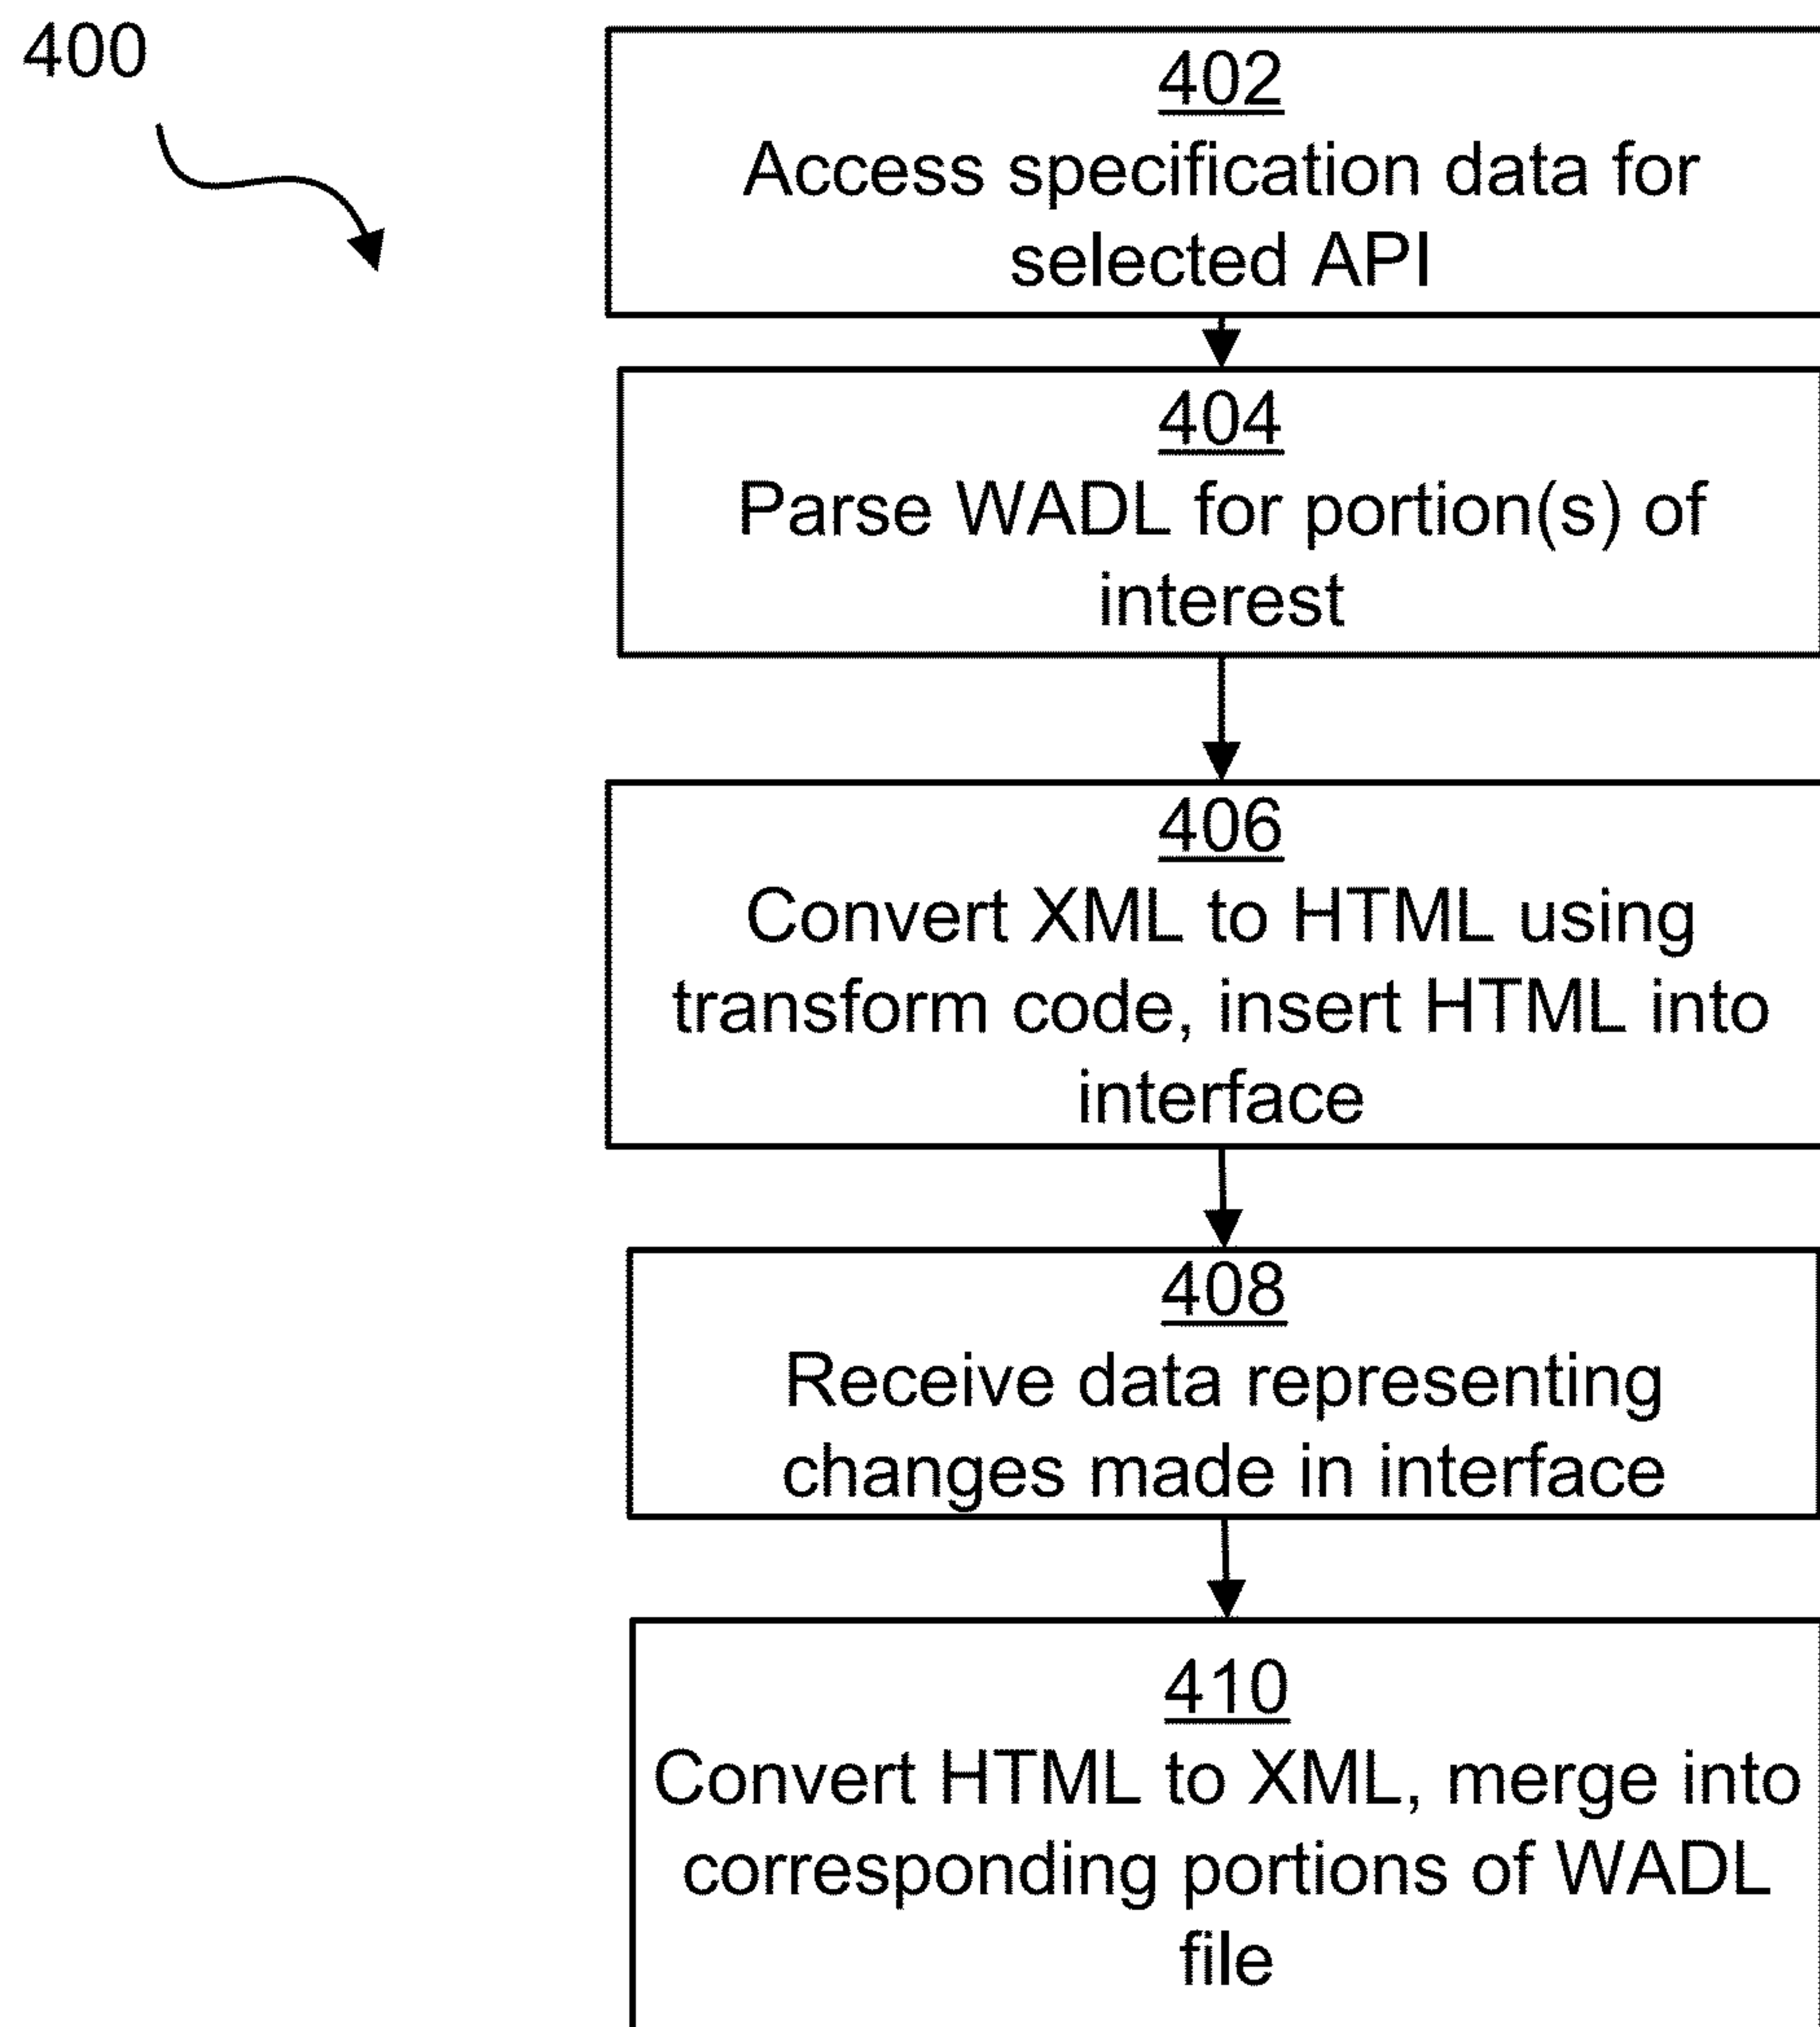 400
402
Access specification data for
selected API
404
Parse WADL for portion(s) of
interest
406
Convert XML to HTML using
transform code, insert HTML into
interface
408
Receive data representing
changes made in interface
410
Convert HTML to XML, merge into
corresponding portions of WADL
file